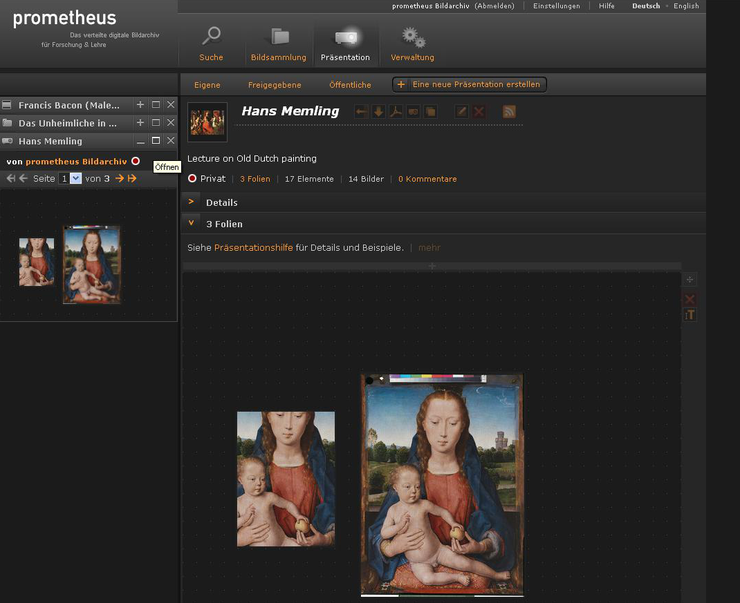 prometheus
Das verteilte digitale Bildarchiv
für Forschung & Lehre
prometheus Bildarchiv (Abmelden) | Einstellungen | Hilfe Deutsch - English
Suche Bildsammlung Präsentation Verwaltung
Eigene Freigegebene Öffentliche + Eine neue Präsentation erstellen
Francis Bacon (Male...
Das Unheimliche in ...
Hans Memling
von prometheus Bildarchiv
Öffnen
Seite 1 von 3
Hans Memling
Lecture on Old Dutch painting
Privat | 3 Folien | 17 Elemente | 14 Bilder | 0 Kommentare
> Details
v 3 Folien
Siehe Präsentationshilfe für Details und Beispiele. | mehr
T